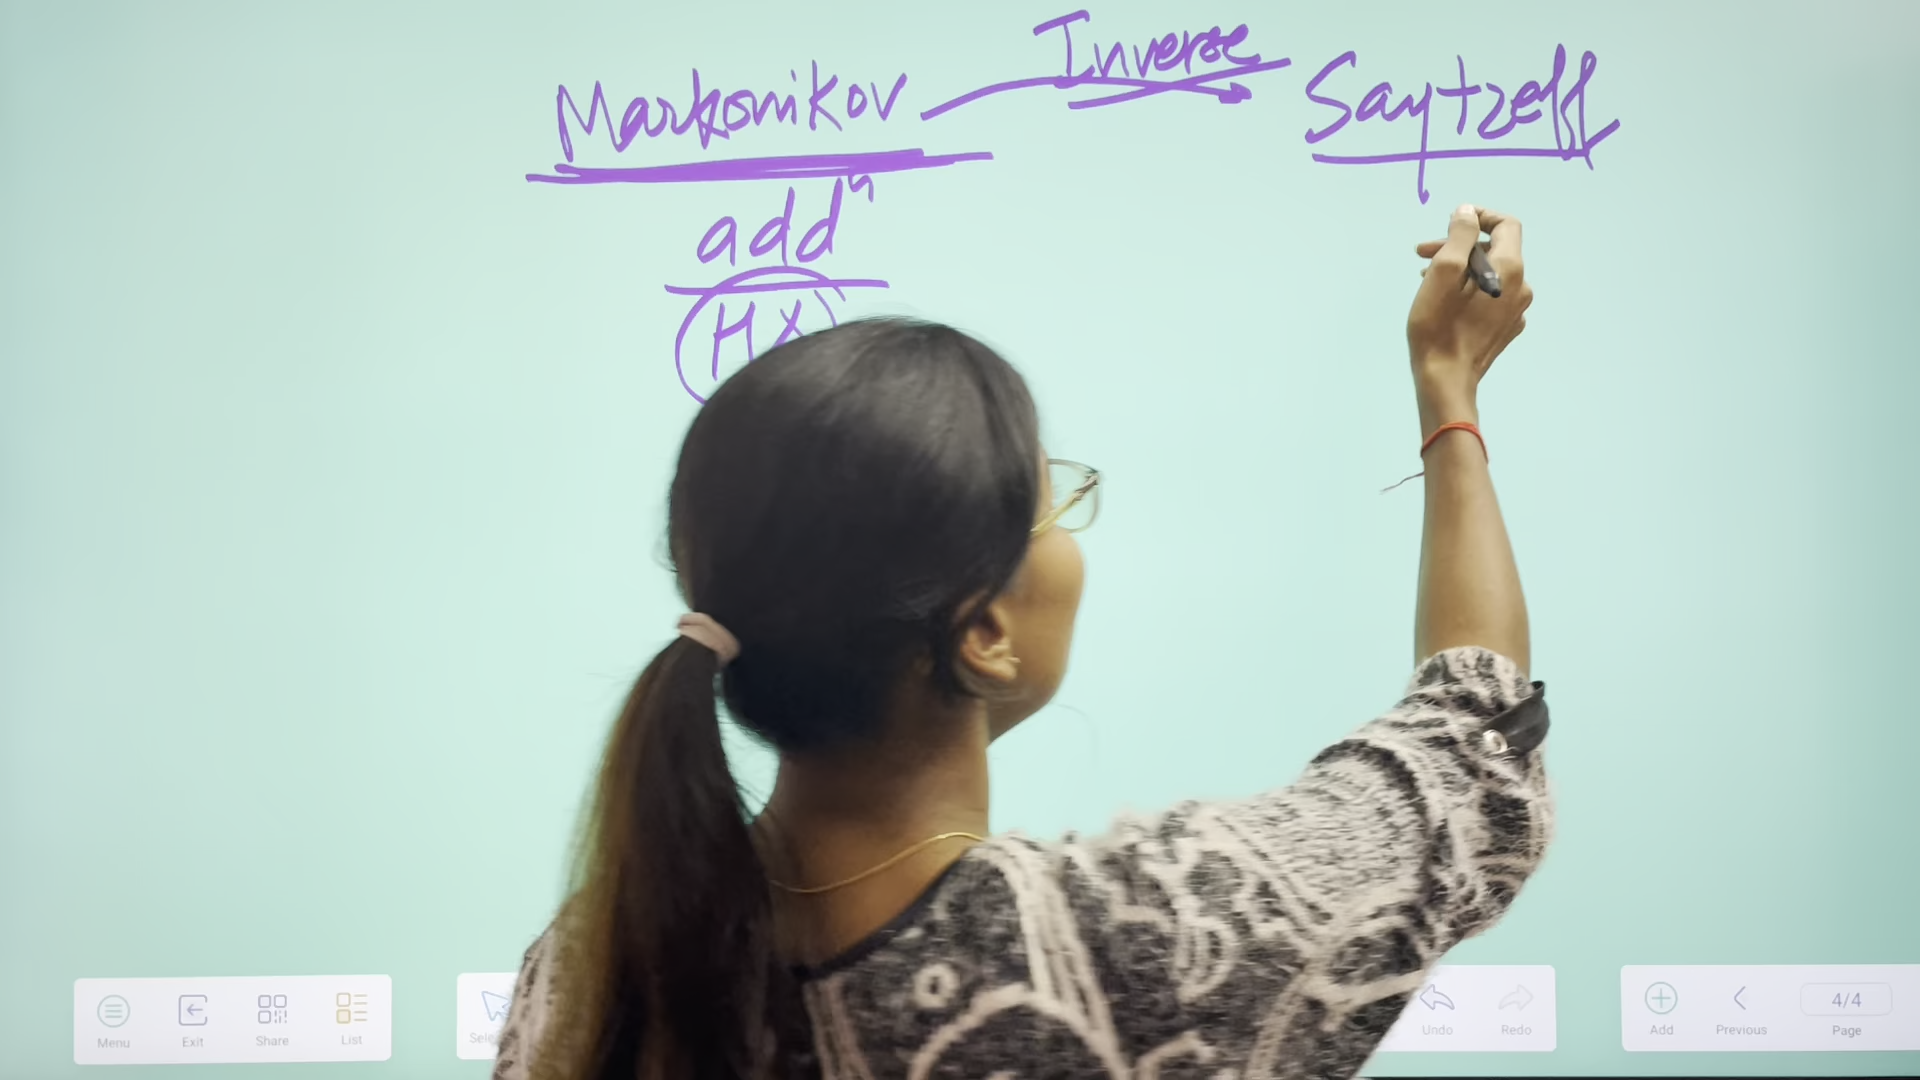 Markonikov Inverse Saytzeff
addn
HX
Menu Exit Share List Undo Redo Add Previous 4/4 Page